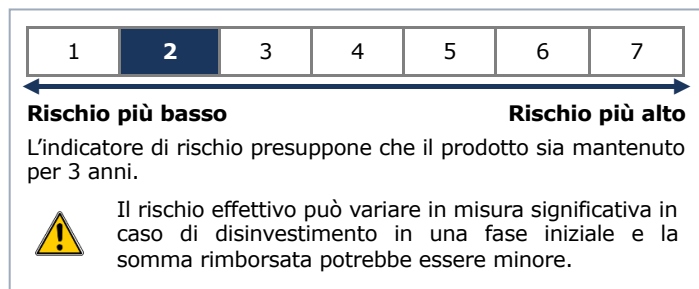 1 2 3 4 5 6 7
Rischio più basso Rischio più alto
L'indicatore di rischio presuppone che il prodotto sia mantenuto
per 3 anni.
Il rischio effettivo può variare in misura significativa in
caso di disinvestimento in una fase iniziale e la
somma rimborsata potrebbe essere minore.